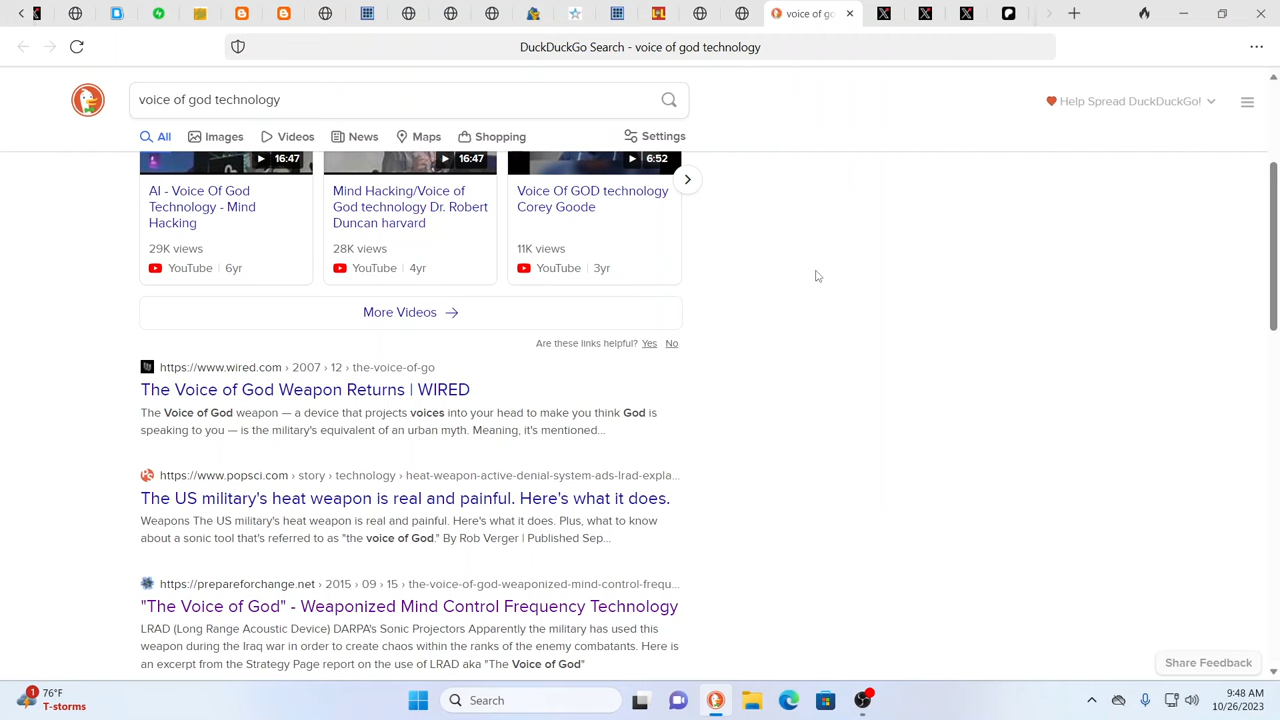 voice of go
DuckDuckGo Search - voice of god technology
voice of god technology
Help Spread DuckDuckGo!
All Images Videos News Maps Shopping Settings
16:47 16:47 6:52
AI - Voice Of God
Technology - Mind
Hacking
29K views
YouTube | 6yr
Mind Hacking/Voice of
God technology Dr. Robert
Duncan harvard
28K views
YouTube | 4yr
Voice Of GOD technology
Corey Goode
11K views
YouTube | 3yr
More Videos
Are these links helpful? Yes No
https://www.wired.com › 2007 › 12 › the-voice-of-go
The Voice of God Weapon Returns | WIRED
The Voice of God weapon — a device that projects voices into your head to make you think God is
speaking to you — is the military's equivalent of an urban myth. Meaning, it's mentioned...
https://www.popsci.com › story › technology › heat-weapon-active-denial-system-ads-lrad-expla...
The US military's heat weapon is real and painful. Here's what it does.
Weapons The US military's heat weapon is real and painful. Here's what it does. Plus, what to know
about a sonic tool that's referred to as "the voice of God." By Rob Verger | Published Sep...
https://prepareforchange.net › 2015 › 09 › 15 › the-voice-of-god-weaponized-mind-control-frequ...
"The Voice of God" - Weaponized Mind Control Frequency Technology
LRAD (Long Range Acoustic Device) DARPA's Sonic Projectors Apparently the military has used this
weapon during the Iraq war in order to create chaos within the ranks of the enemy combatants. Here is
an excerpt from the Strategy Page report on the use of LRAD aka "The Voice of God"
Share Feedback
1
76°F
T-storms
Search
9:48 AM
10/26/2023